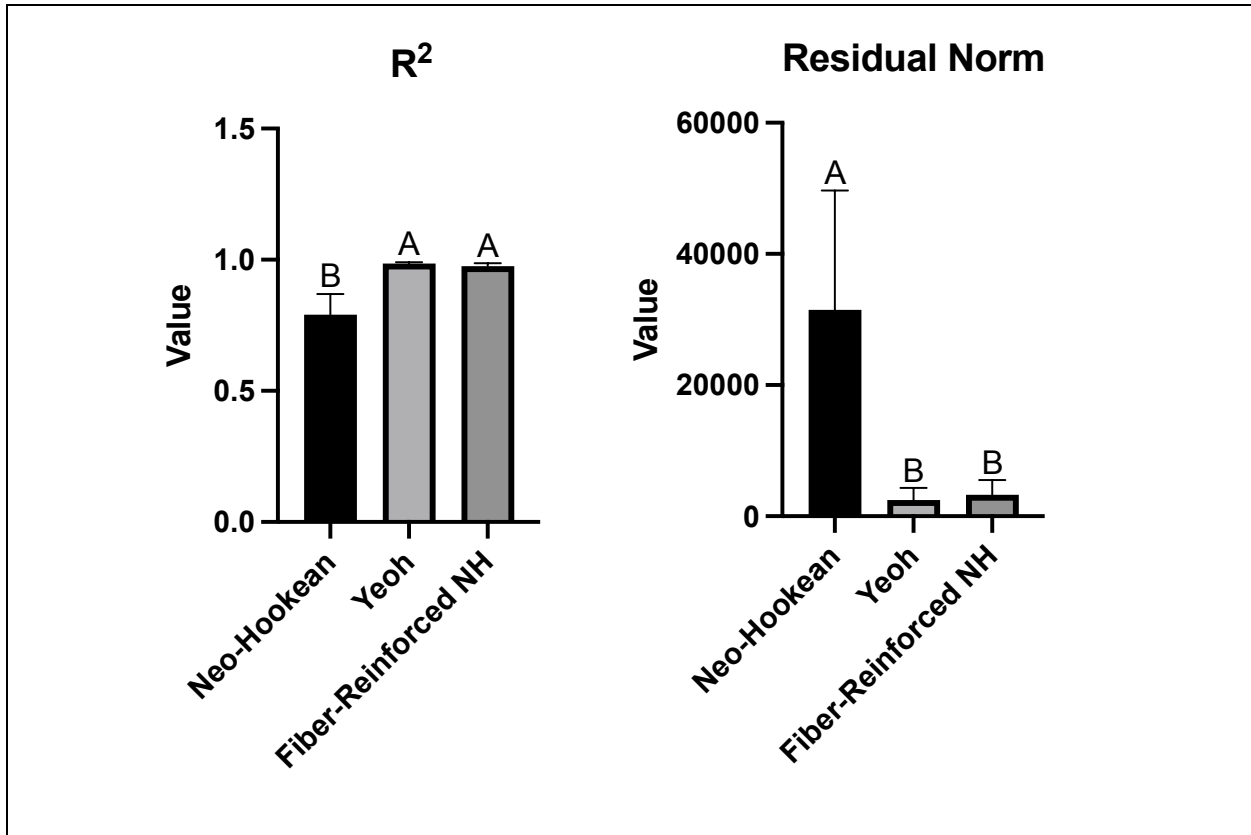 R²
Value
1.5
1.0
0.5
0.0
B
A
A
Neo-Hookean
Yeoh
Fiber-Reinforced NH
Residual Norm
Value
60000
40000
20000
0
A
B
B
Neo-Hookean
Yeoh
Fiber-Reinforced NH